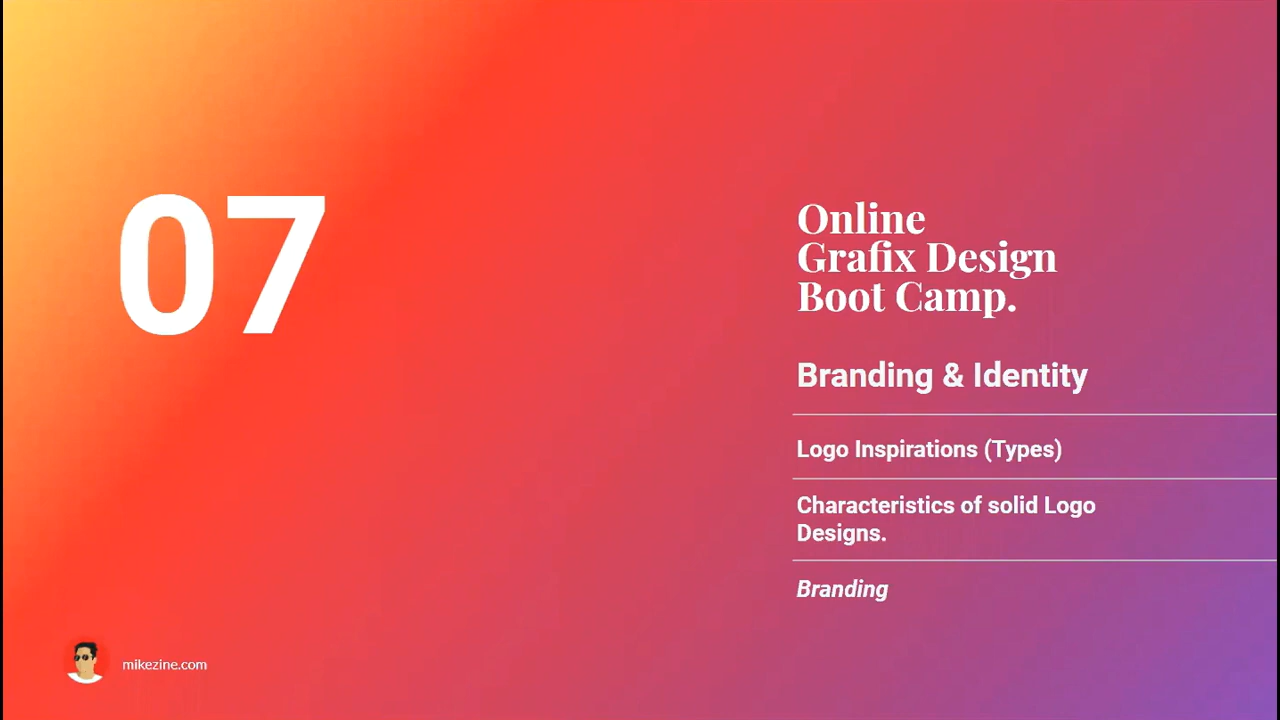 07
Online
Grafix Design
Boot Camp.
Branding & Identity
Logo Inspirations (Types)
Characteristics of solid Logo
Designs.
Branding
mikezine.com